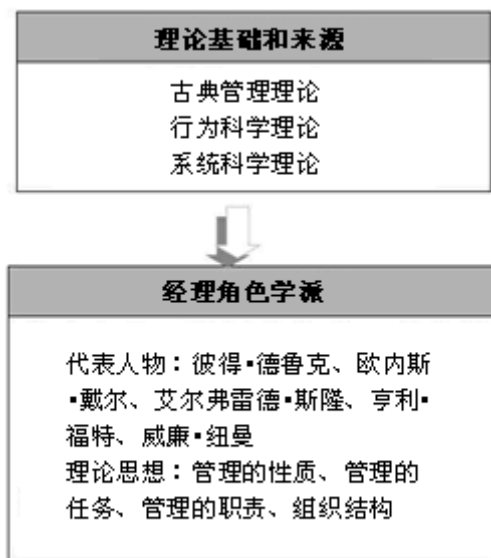 理论基础和来源
古典管理理论
行为科学理论
系统科学理论
经理角色学派
代表人物：彼得▪德鲁克、欧内斯
▪戴尔、艾尔弗雷德▪斯隆、亨利▪
福特、威廉▪纽曼
理论思想：管理的性质、管理的
任务、管理的职责、组织结构